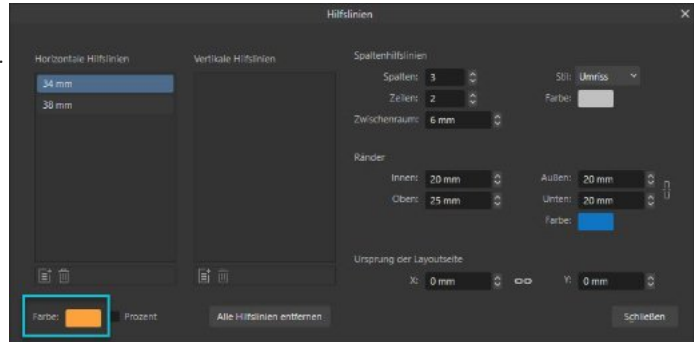 Hilfslinien
Horizontale Hilfslinien
34 mm
38 mm
Vertikale Hilfslinien
Spaltenhilfslinien
Spalten: 3
Stil: Umriss
Zeilen: 2
Farbe:
Zwischenraum: 6 mm
Ränder
Innen: 20 mm
Außen: 20 mm
Oben: 25 mm
Unten: 20 mm
Farbe:
Ursprung der Layoutseite
X: 0 mm
Y: 0 mm
Farbe:
Prozent
Alle Hilfslinien entfernen
Schließen